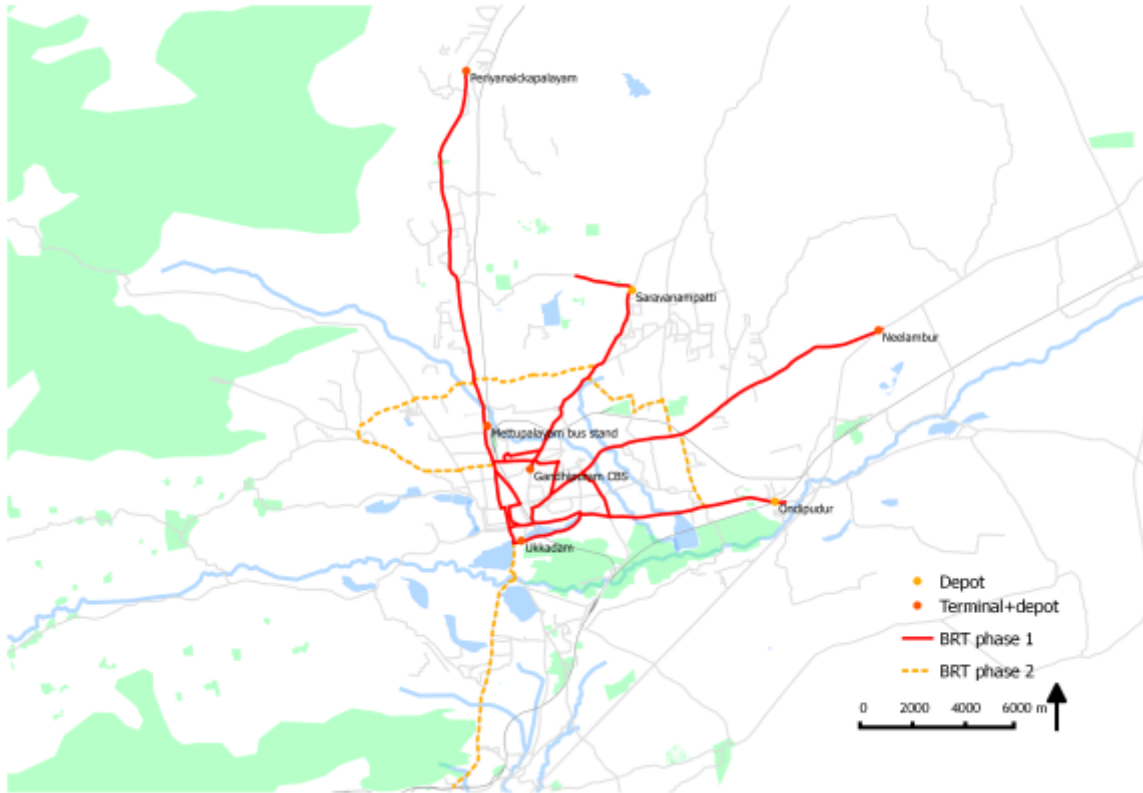 Periyanaickapalayam
Saravanampatti
Neelambur
Mettupalayam bus stand
Gandhipuram CBS
Ondipudur
Ukkadam
Depot
Terminal+depot
BRT phase 1
BRT phase 2
0 2000 4000 6000 m